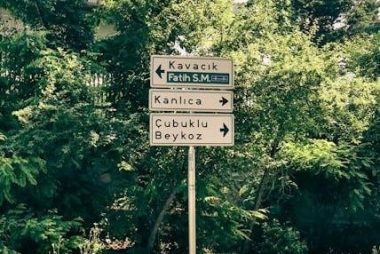 Kavacık
Fatih S.M.
Kanlıca
Çubuklu
Beykoz